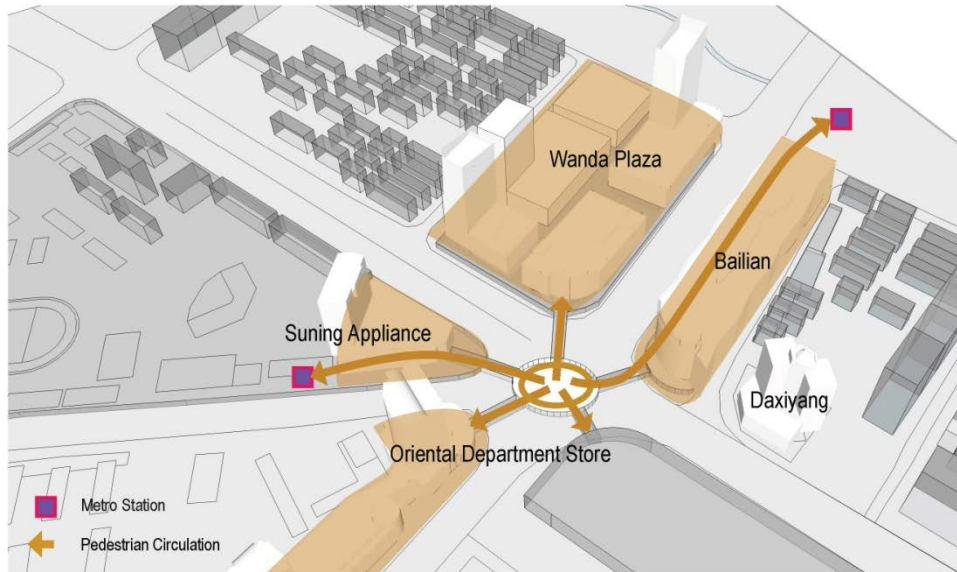 Wanda Plaza
Bailian
Suning Appliance
Daxiyang
Oriental Department Store
Metro Station
Pedestrian Circulation